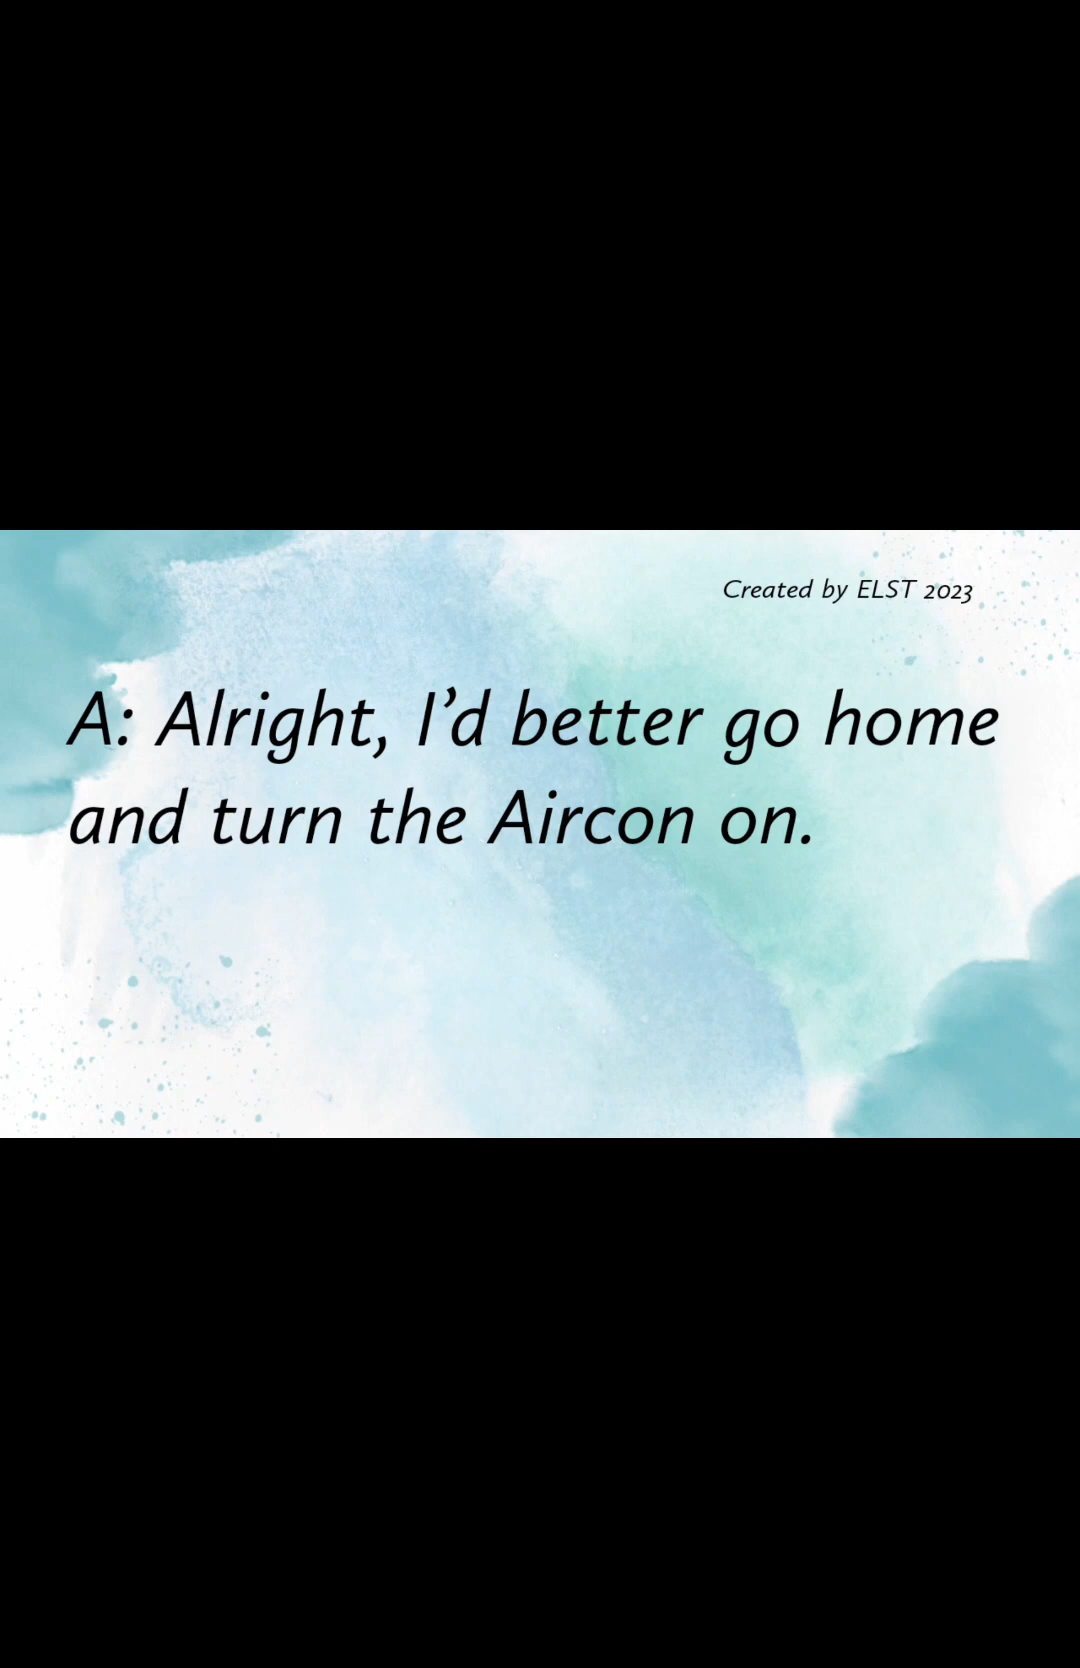 Created by ELST 2023
A: Alright, I’d better go home
and turn the Aircon on.